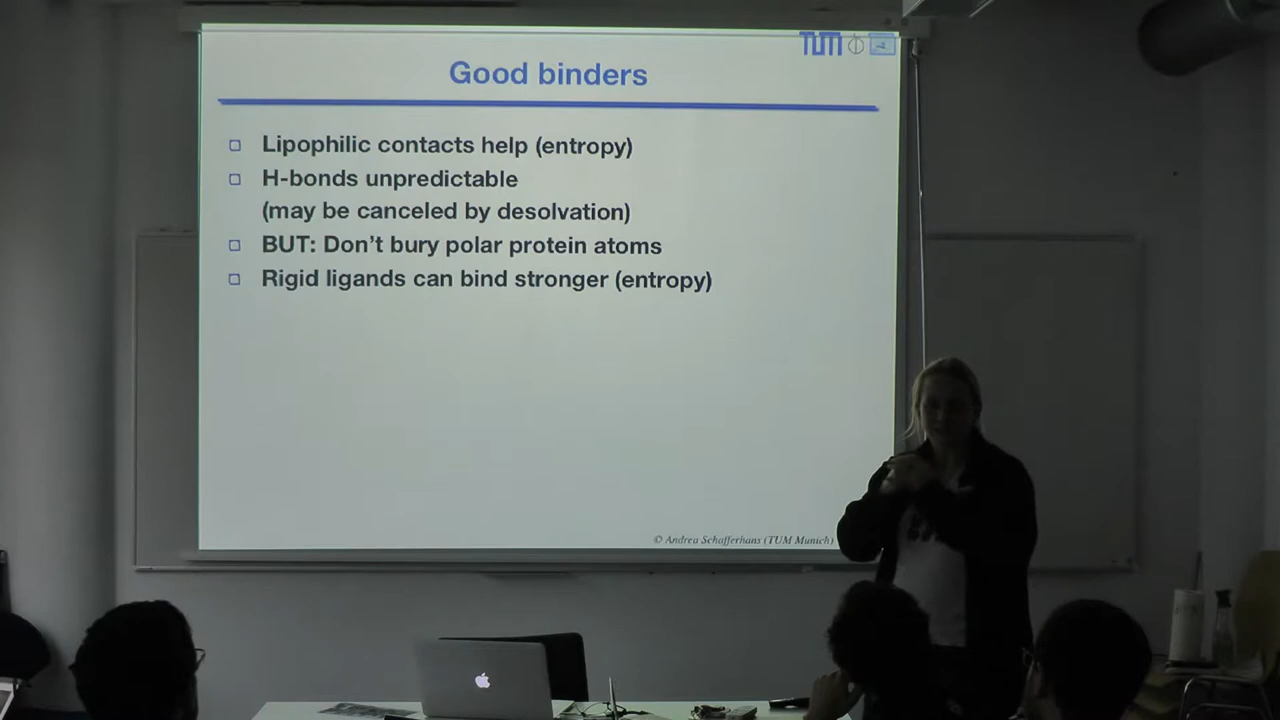 TUM
Good binders
Lipophilic contacts help (entropy)
H-bonds unpredictable
(may be canceled by desolvation)
BUT: Don't bury polar protein atoms
Rigid ligands can bind stronger (entropy)
© Andrea Schafferhans (TUM Munich)